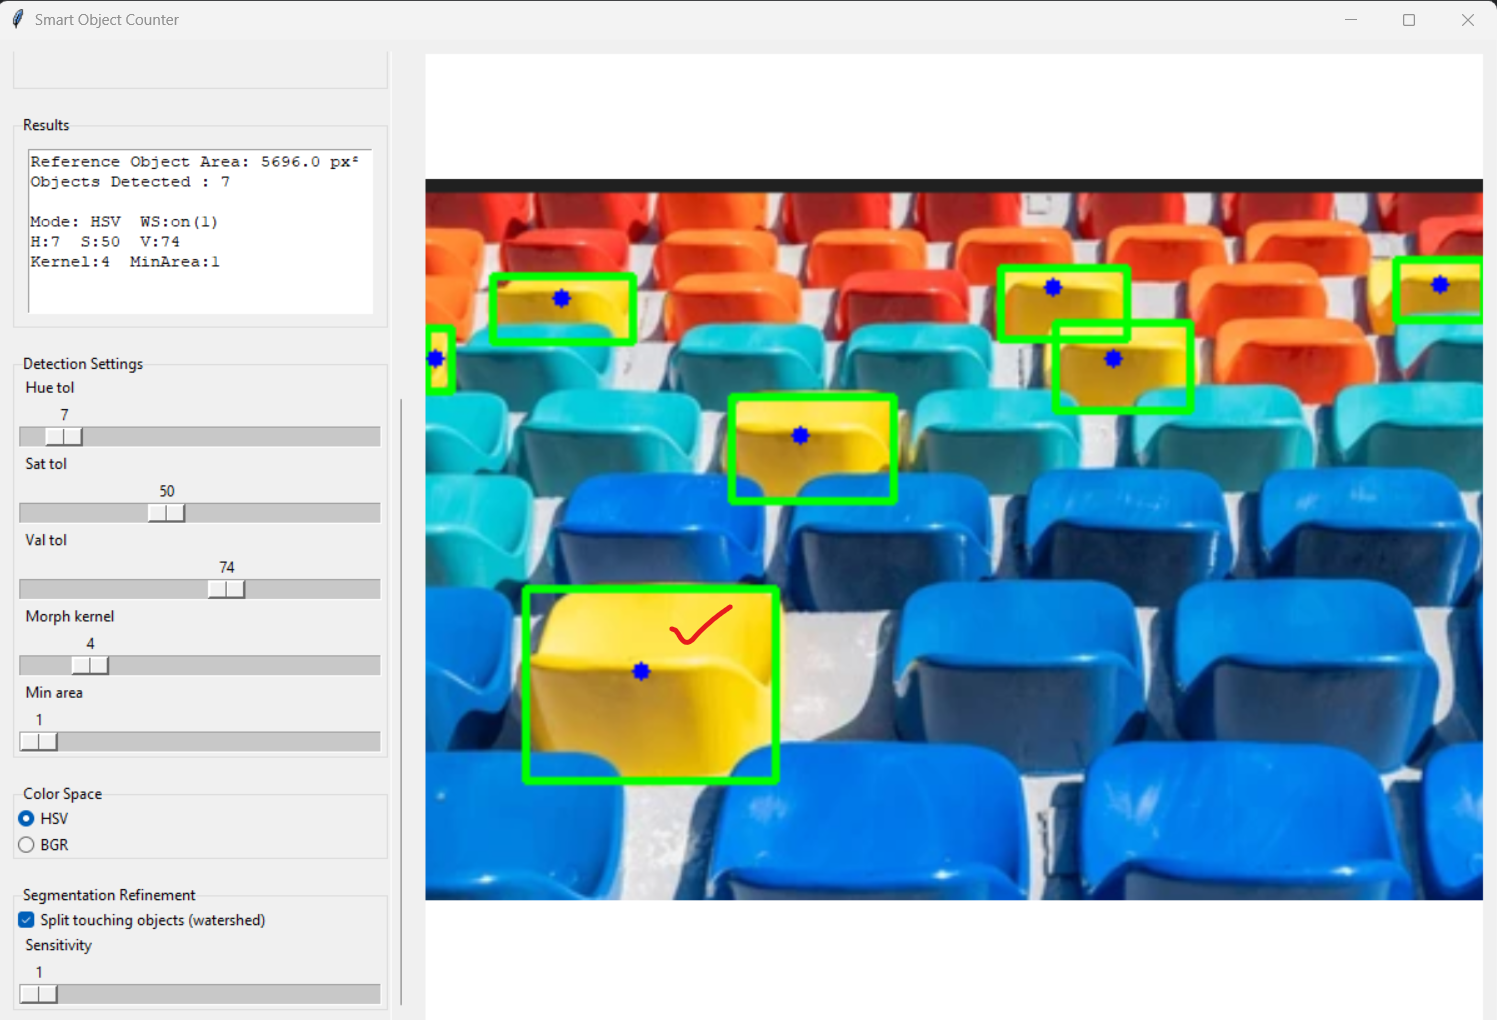 Smart Object Counter
Results
Reference Object Area: 5696.0 px²
Objects Detected : 7
Mode: HSV  WS:on(1)
H:7  S:50  V:74
Kernel:4  MinArea:1
Detection Settings
Hue tol
7
Sat tol
50
Val tol
74
Morph kernel
4
Min area
1
Color Space
HSV
BGR
Segmentation Refinement
Split touching objects (watershed)
Sensitivity
1